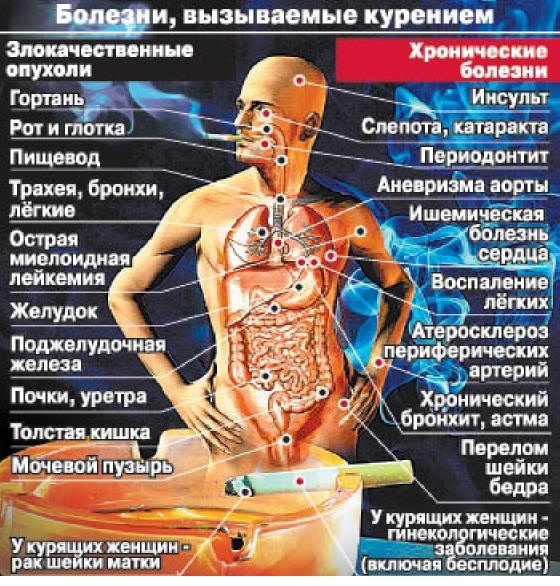 Болезни, вызываемые курением
Злокачественные
опухоли
Гортань
Рот и глотка
Пищевод
Трахея, бронхи,
лёгкие
Острая
миелоидная
лейкемия
Желудок
Поджелудочная
железа
Почки, уретра
Толстая кишка
Мочевой пузырь
У курящих женщин -
рак шейки матки
Хронические
болезни
Инсульт
Слепота, катаракта
Периодонтит
Аневризма аорты
Ишемическая
болезнь
сердца
Воспаление
лёгких
Атеросклероз
периферических
артерий
Хронический
бронхит, астма
Перелом
шейки
бедра
У курящих женщин -
гинекологические
заболевания
(включая бесплодие)